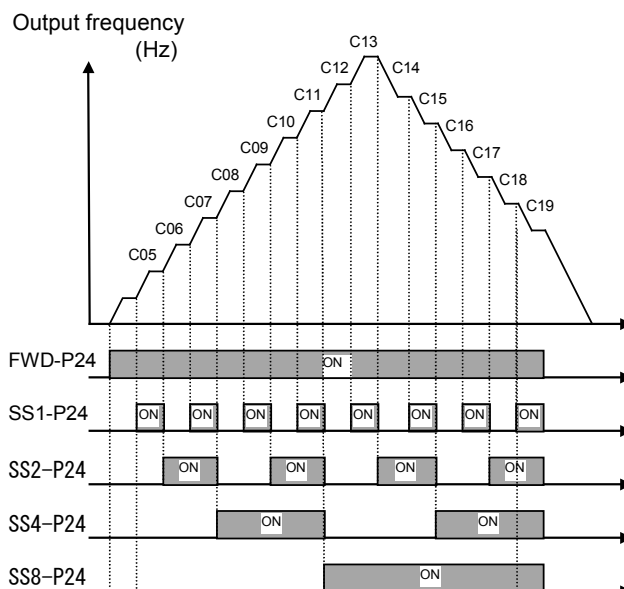 Output frequency
(Hz)
C05
C06
C07
C08
C09
C10
C11
C12
C13
C14
C15
C16
C17
C18
C19
FWD-P24
ON
SS1-P24
ON ON ON ON ON ON ON ON
SS2-P24
ON ON ON ON
SS4-P24
ON ON
SS8-P24
ON